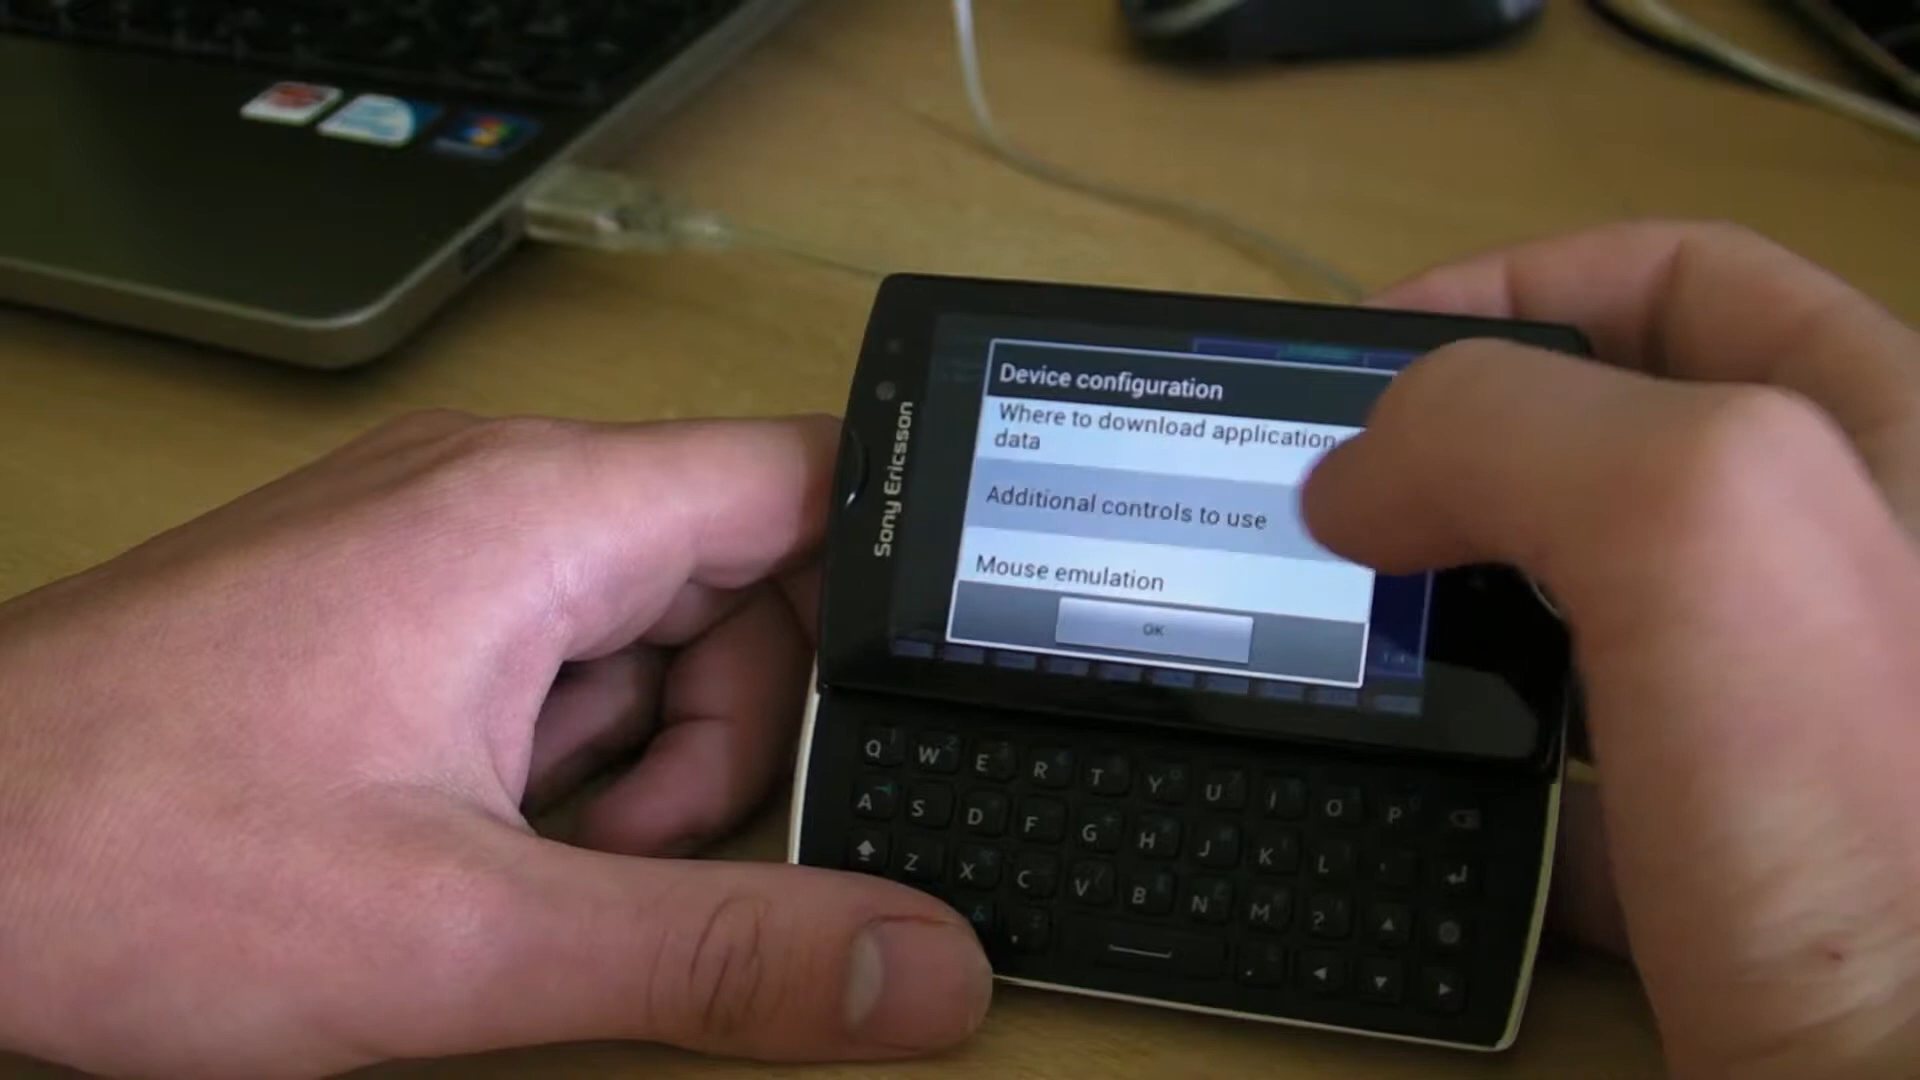 Sony Ericsson
Device configuration
Where to download application
data
Additional controls to use
Mouse emulation
OK
Q W E R T Y U I O P
A S D F G H J K L
Z X C V B N M ?